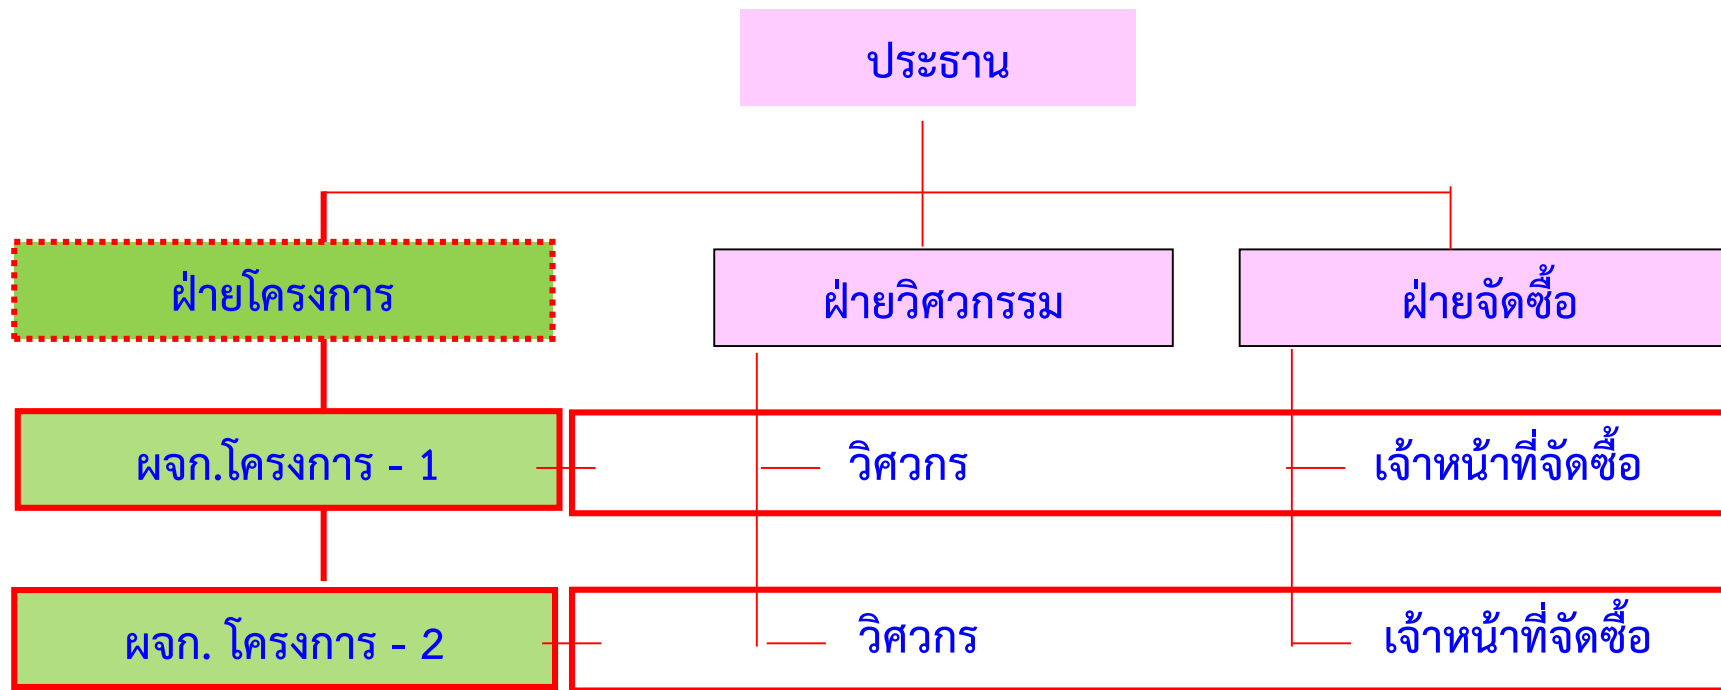 ประธาน
ฝ่ายโครงการ
ฝ่ายวิศวกรรม
ฝ่ายจัดซื้อ
ผจก.โครงการ - 1
วิศวกร
เจ้าหน้าที่จัดซื้อ
ผจก. โครงการ - 2
วิศวกร
เจ้าหน้าที่จัดซื้อ